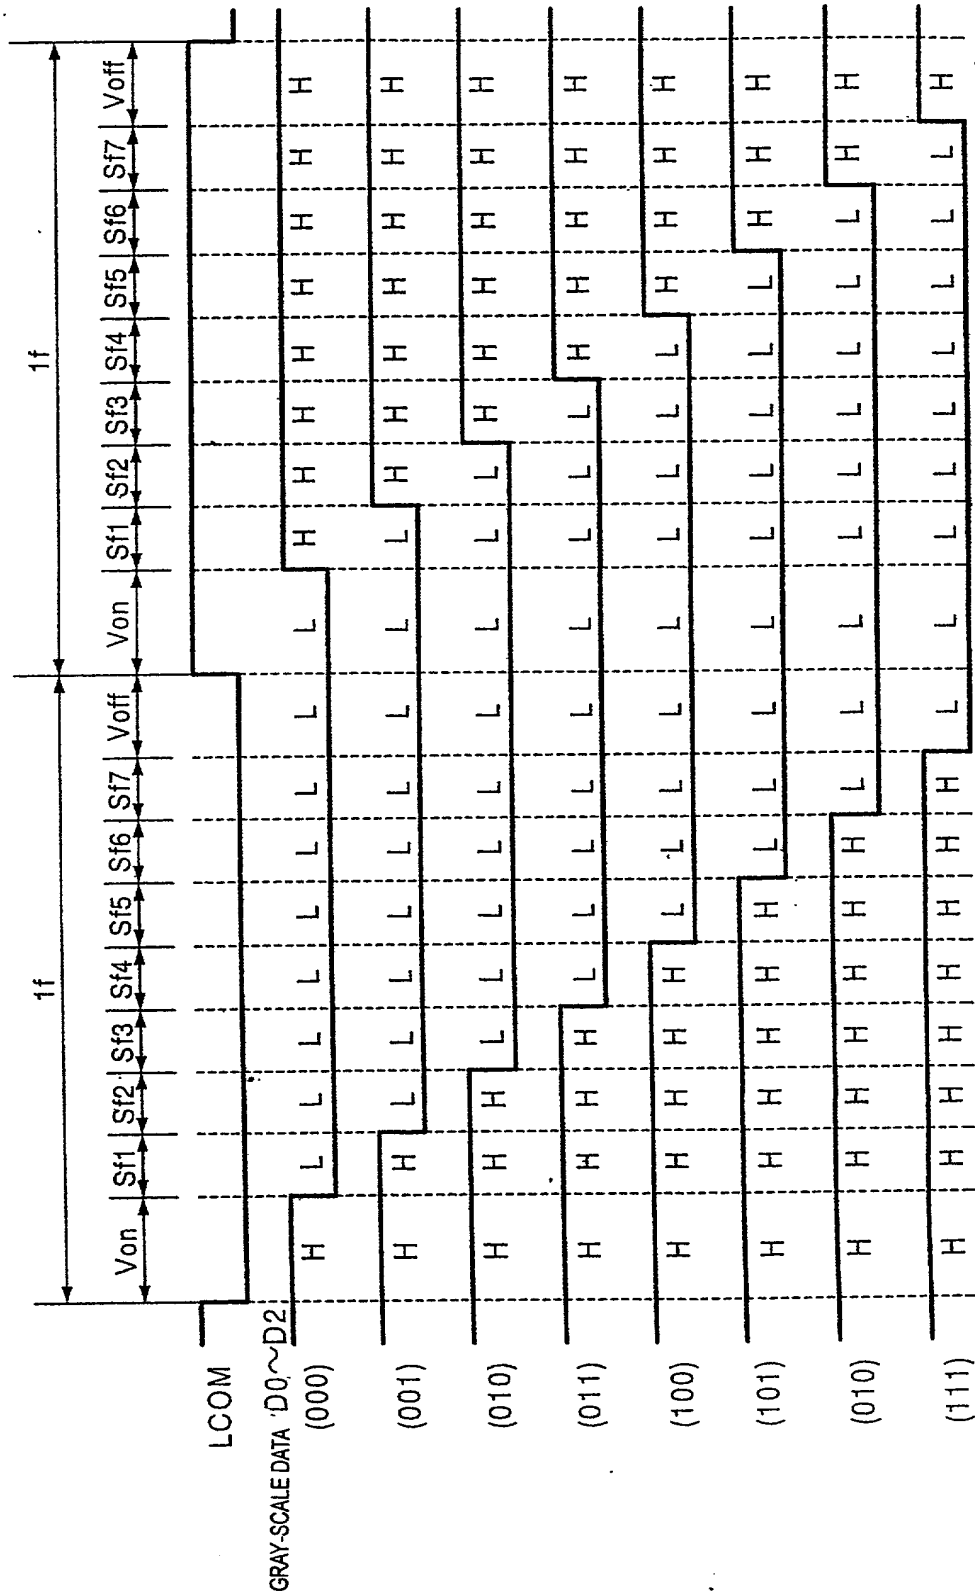 1f 1f
Von Sf1 Sf2 Sf3 Sf4 Sf5 Sf6 Sf7 Voff Von Sf1 Sf2 Sf3 Sf4 Sf5 Sf6 Sf7 Voff
LCOM
GRAY-SCALE DATA D0~D2
(000) H L L L L L L L L L H H H H H H H H
(001) H H L L L L L L L L L H H H H H H H
(010) H H H L L L L L L L L L H H H H H H
(011) H H H H L L L L L L L L L H H H H H
(100) H H H H H L L L L L L L L L H H H H
(101) H H H H H H L L L L L L L L L H H H
(010) H H H H H H H L L L L L L L L L H H
(111) H H H H H H H H L L L L L L L L L H